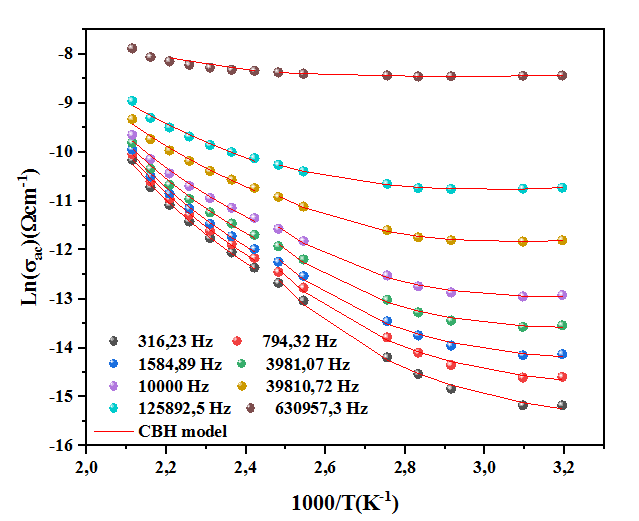 Ln(σac)(Ωcm-1)
-8
-9
-10
-11
-12
-13
-14
-15
-16
316,23 Hz 794,32 Hz
1584,89 Hz 3981,07 Hz
10000 Hz 39810,72 Hz
125892,5 Hz 630957,3 Hz
CBH model
2,0 2,2 2,4 2,6 2,8 3,0 3,2
1000/T(K-1)